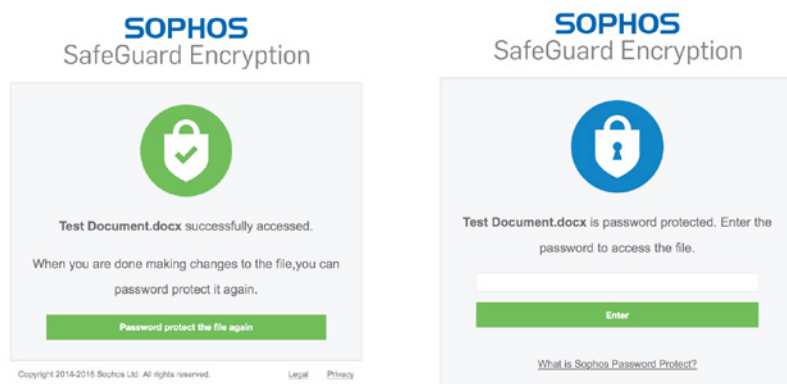 SOPHOS
SafeGuard Encryption
Test Document.docx successfully accessed.
When you are done making changes to the file,you can
password protect it again.
Password protect the file again
Copyright 2014-2016 Sophos Ltd. All rights reserved.
Legal
Privacy
SOPHOS
SafeGuard Encryption
Test Document.docx is password protected. Enter the
password to access the file.
Enter
What is Sophos Password Protect?